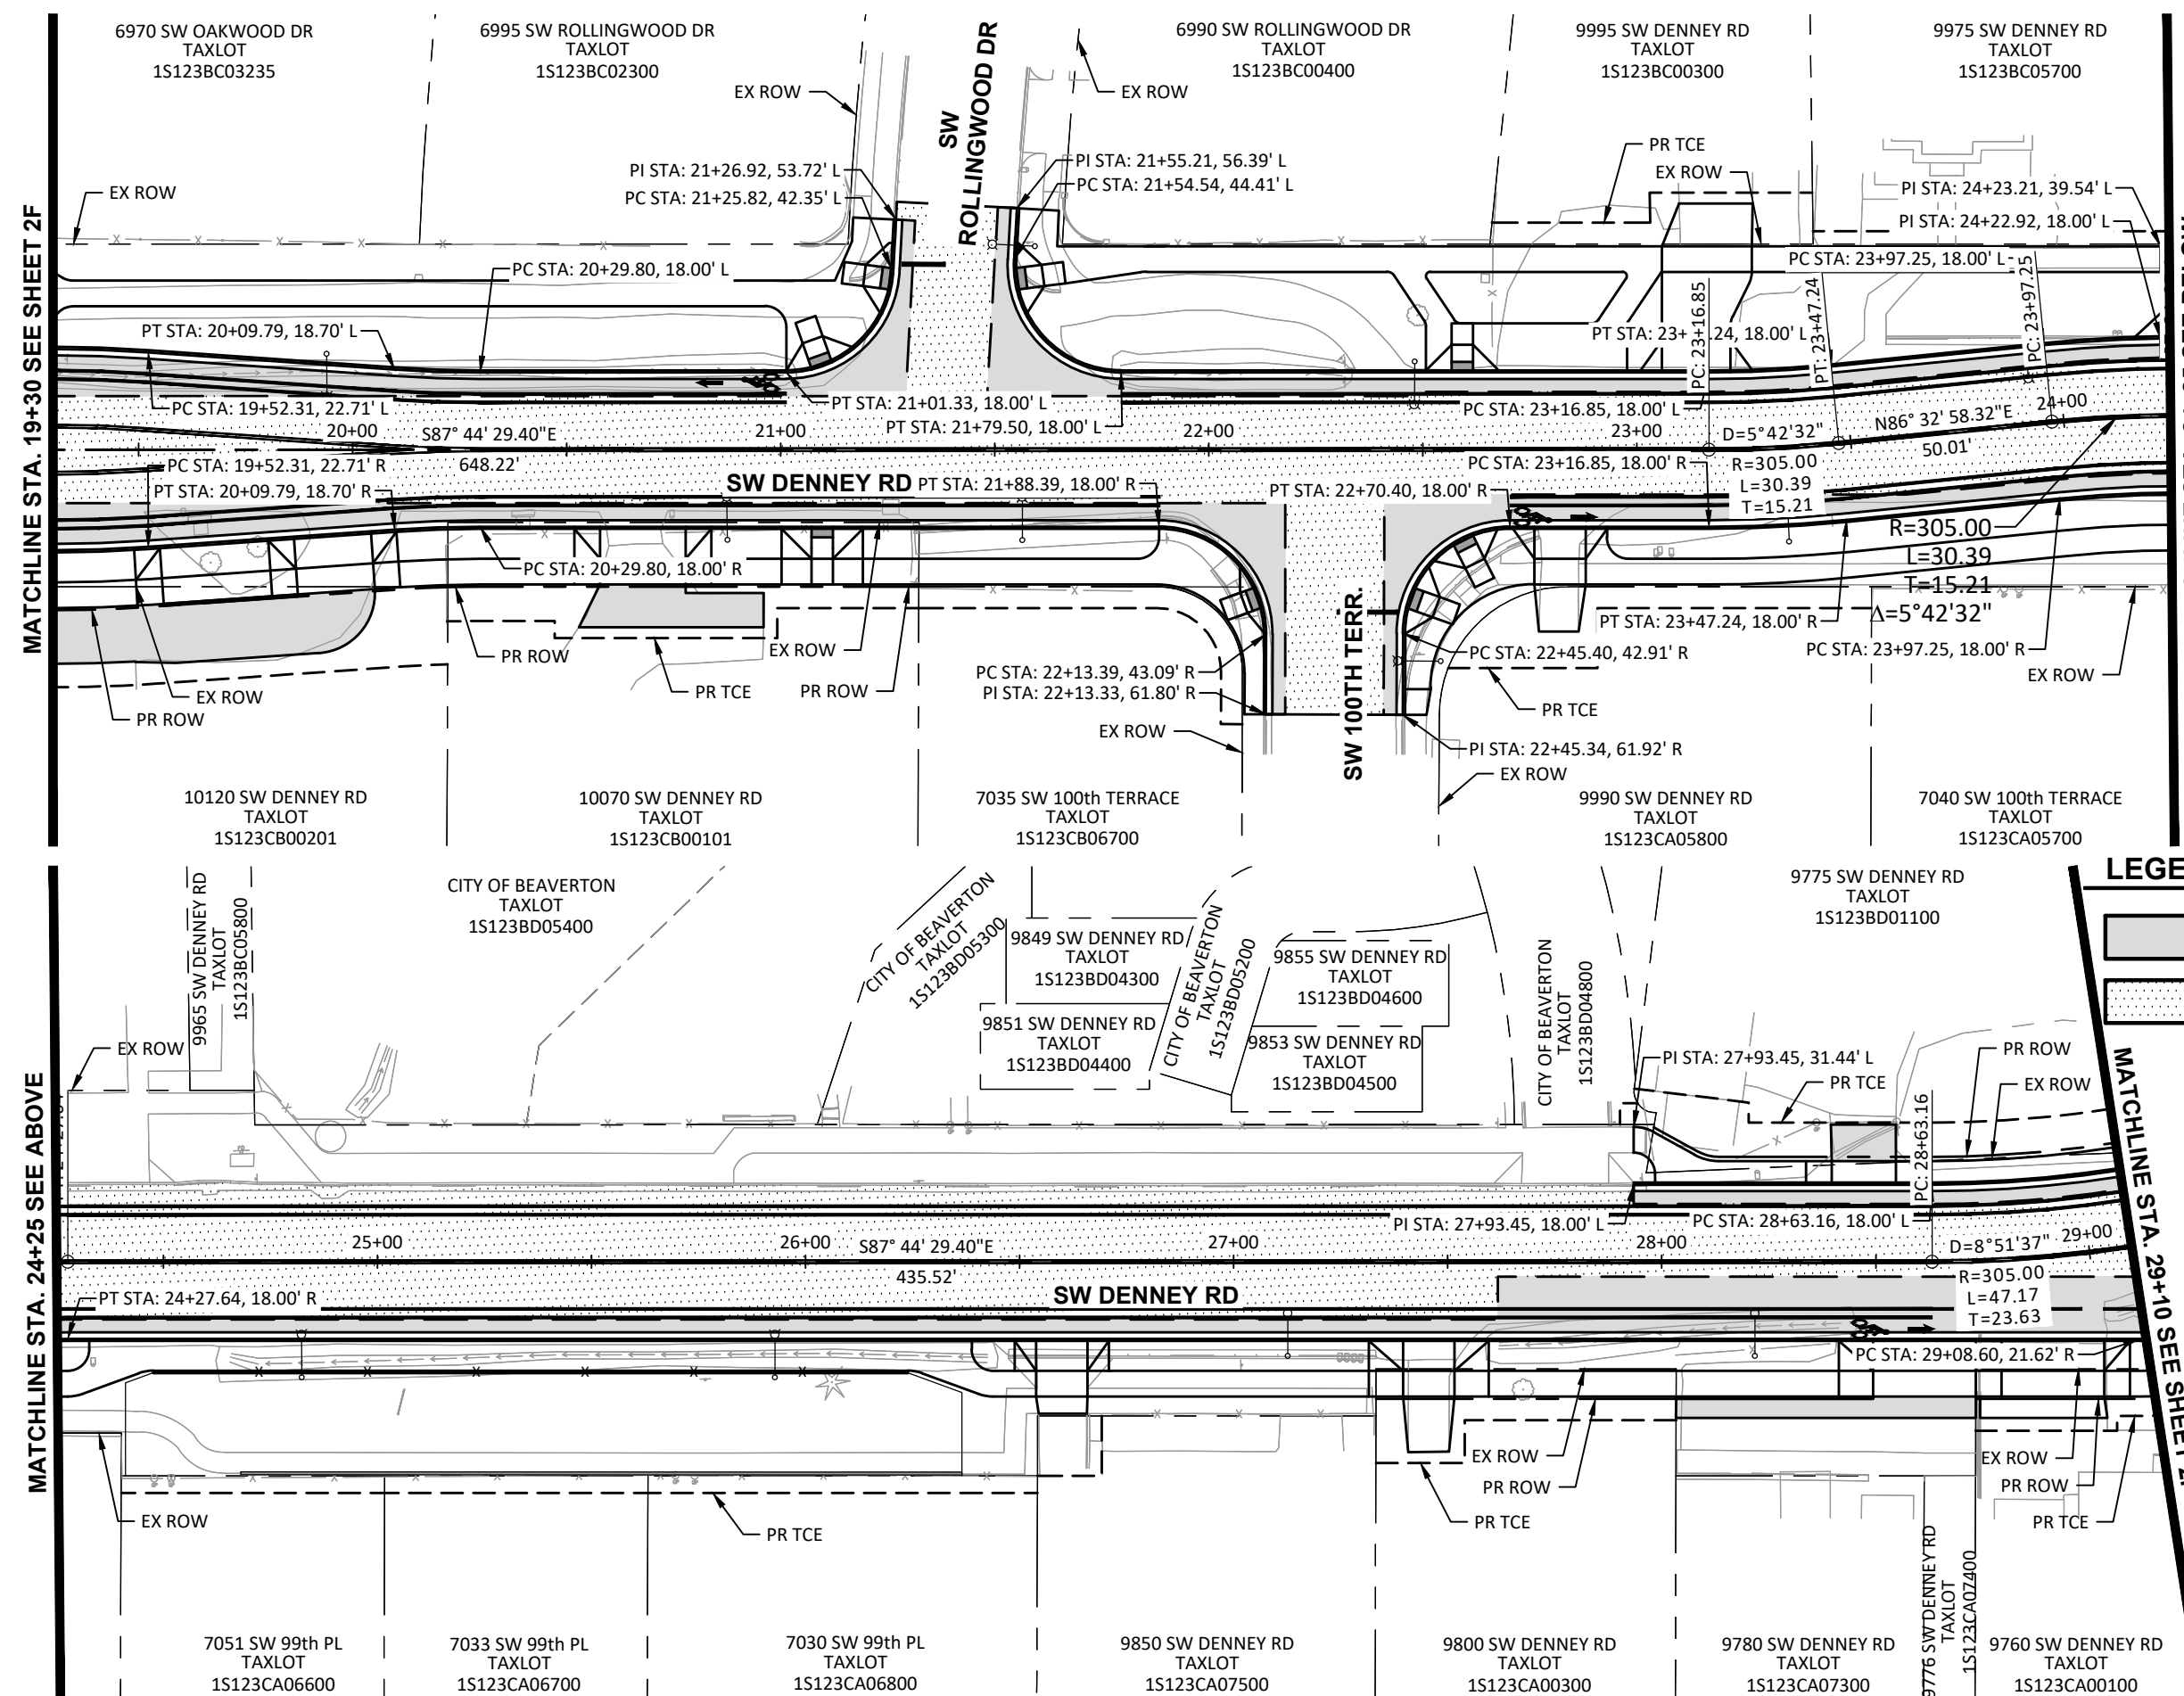 6970 SW OAKWOOD DR
TAXLOT
1S123BC03235
6995 SW ROLLINGWOOD DR
TAXLOT
1S123BC02300
SW
ROLLINGWOOD DR
6990 SW ROLLINGWOOD DR
TAXLOT
1S123BC00400
9995 SW DENNEY RD
TAXLOT
1S123BC00300
9975 SW DENNEY RD
TAXLOT
1S123BC05700
EX ROW
EX ROW
PR TCE
EX ROW
PI STA: 21+26.92, 53.72' L
PC STA: 21+25.82, 42.35' L
PI STA: 21+55.21, 56.39' L
PC STA: 21+54.54, 44.41' L
EX ROW
PI STA: 24+23.21, 39.54' L
PI STA: 24+22.92, 18.00' L
PC STA: 23+97.25, 18.00' L
PC STA: 20+29.80, 18.00' L
PT STA: 20+09.79, 18.70' L
PT STA: 23+ .24, 18.00' L
PC: 23+16.85
PT: 23+47.24
PC: 23+97.25
MATCHLINE STA. 19+30 SEE SHEET 2F
PC STA: 19+52.31, 22.71' L
PT STA: 21+01.33, 18.00' L
PT STA: 21+79.50, 18.00' L
PC STA: 23+16.85, 18.00' L
20+00
S87° 44' 29.40"E
648.22'
21+00
22+00
23+00
D=5°42'32"
R=305.00
L=30.39
T=15.21
N86° 32' 58.32"E
50.01'
24+00
PC STA: 19+52.31, 22.71' R
PT STA: 20+09.79, 18.70' R
SW DENNEY RD
PT STA: 21+88.39, 18.00' R
PC STA: 23+16.85, 18.00' R
PT STA: 22+70.40, 18.00' R
R=305.00
L=30.39
T=15.21
Δ=5°42'32"
PC STA: 20+29.80, 18.00' R
PT STA: 23+47.24, 18.00' R
PC STA: 23+97.25, 18.00' R
EX ROW
PR ROW
EX ROW
PR ROW
EX ROW
PR TCE
PR ROW
PC STA: 22+13.39, 43.09' R
PI STA: 22+13.33, 61.80' R
EX ROW
SW 100TH TERR.
PC STA: 22+45.40, 42.91' R
PR TCE
PI STA: 22+45.34, 61.92' R
EX ROW
10120 SW DENNEY RD
TAXLOT
1S123CB00201
10070 SW DENNEY RD
TAXLOT
1S123CB00101
7035 SW 100th TERRACE
TAXLOT
1S123CB06700
9990 SW DENNEY RD
TAXLOT
1S123CA05800
7040 SW 100th TERRACE
TAXLOT
1S123CA05700
LEGE
MATCHLINE STA. 24+25 SEE ABOVE
9965 SW DENNEY RD
TAXLOT
1S123BC05800
CITY OF BEAVERTON
TAXLOT
1S123BD05400
CITY OF BEAVERTON
TAXLOT
1S123BD05300
9849 SW DENNEY RD
TAXLOT
1S123BD04300
9851 SW DENNEY RD
TAXLOT
1S123BD04400
CITY OF BEAVERTON
TAXLOT
1S123BD05200
9855 SW DENNEY RD
TAXLOT
1S123BD04600
9853 SW DENNEY RD
TAXLOT
1S123BD04500
CITY OF BEAVERTON
TAXLOT
1S123BD04800
9775 SW DENNEY RD
TAXLOT
1S123BD01100
EX ROW
PI STA: 27+93.45, 31.44' L
PR TCE
PR ROW
EX ROW
PC: 28+63.16
MATCHLINE STA. 29+10 SEE SHEET
PI STA: 27+93.45, 18.00' L
PC STA: 28+63.16, 18.00' L
25+00
26+00
S87° 44' 29.40"E
435.52'
27+00
28+00
29+00
D=8°51'37"
R=305.00
L=47.17
T=23.63
PT STA: 24+27.64, 18.00' R
SW DENNEY RD
PC STA: 29+08.60, 21.62' R
EX ROW
PR TCE
EX ROW
PR ROW
PR TCE
EX ROW
PR ROW
PR TCE
7051 SW 99th PL
TAXLOT
1S123CA06600
7033 SW 99th PL
TAXLOT
1S123CA06700
7030 SW 99th PL
TAXLOT
1S123CA06800
9850 SW DENNEY RD
TAXLOT
1S123CA07500
9800 SW DENNEY RD
TAXLOT
1S123CA00300
9780 SW DENNEY RD
TAXLOT
1S123CA07300
9776 SW DENNEY RD
TAXLOT
1S123CA07400
9760 SW DENNEY RD
TAXLOT
1S123CA00100